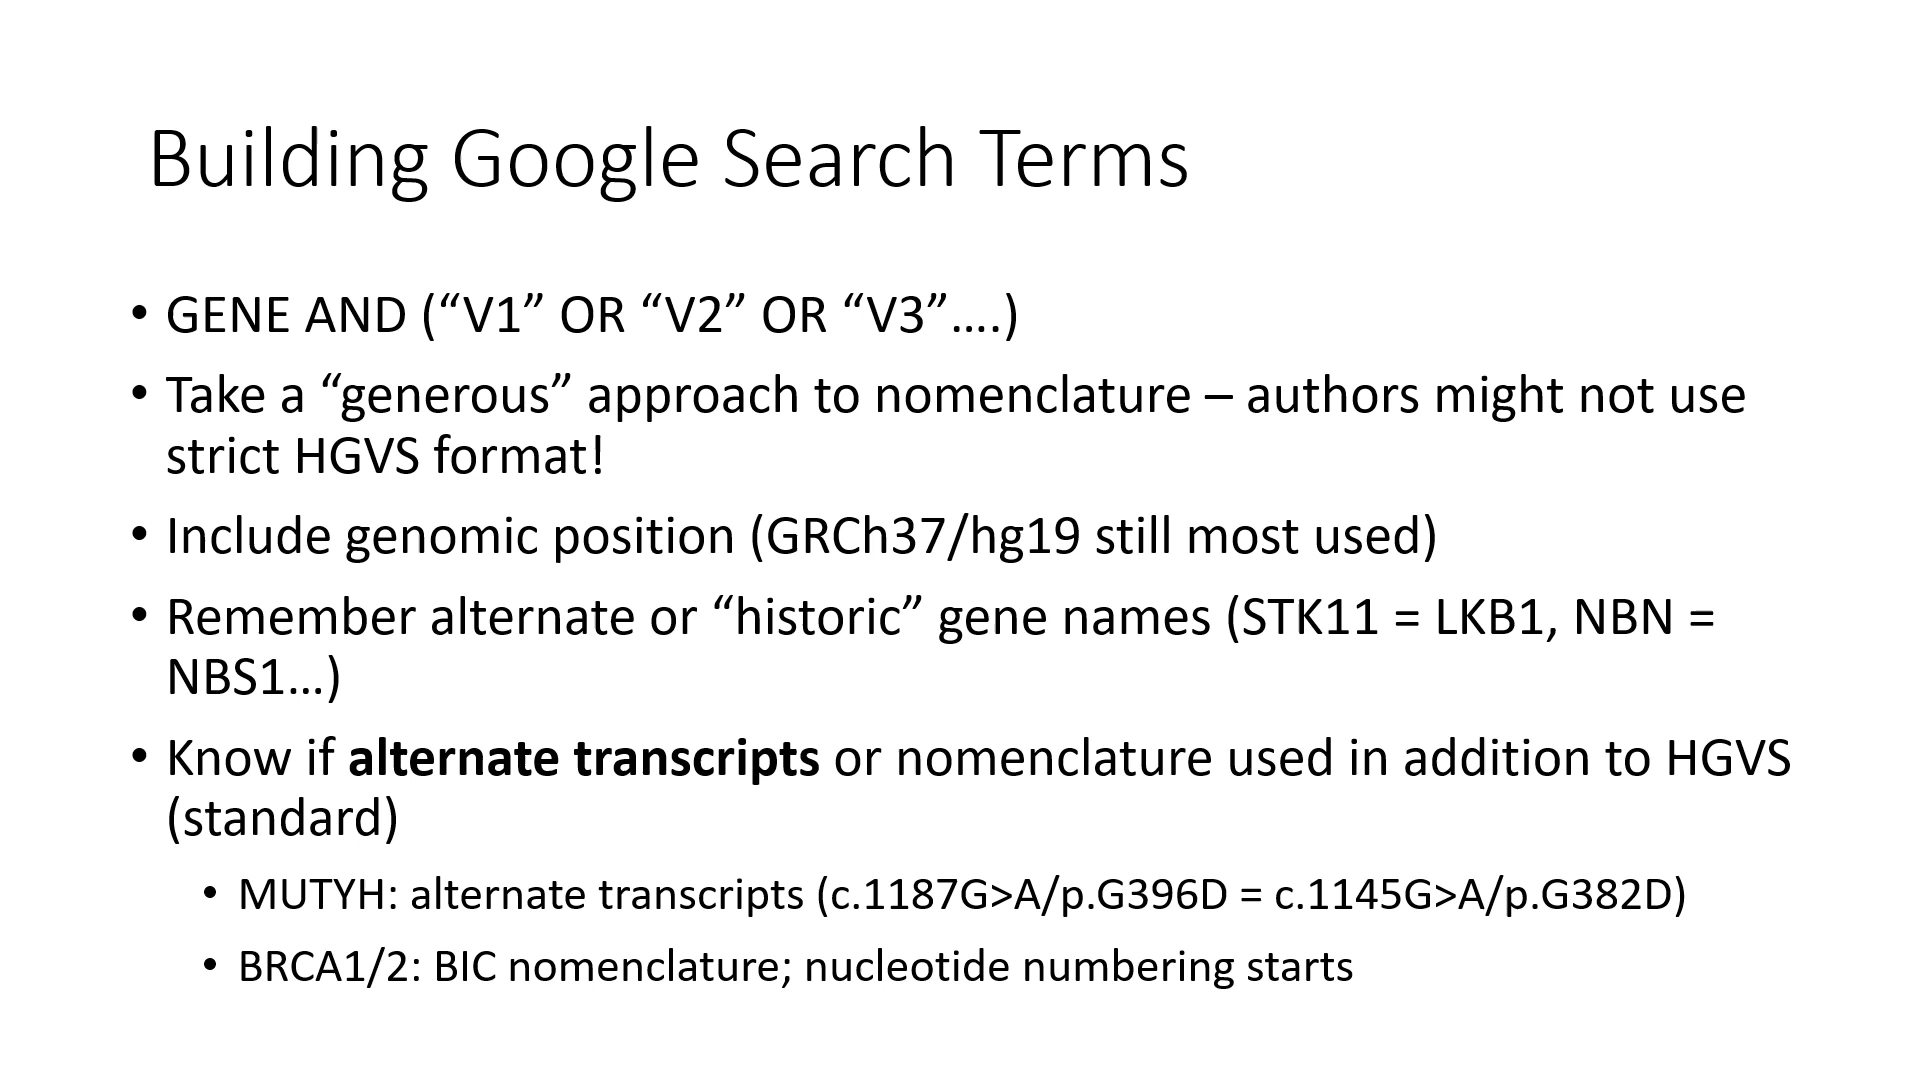 Building Google Search Terms
• GENE AND (“V1” OR “V2” OR “V3”….)
• Take a “generous” approach to nomenclature – authors might not use
strict HGVS format!
• Include genomic position (GRCh37/hg19 still most used)
• Remember alternate or “historic” gene names (STK11 = LKB1, NBN =
NBS1…)
• Know if alternate transcripts or nomenclature used in addition to HGVS
(standard)
• MUTYH: alternate transcripts (c.1187G>A/p.G396D = c.1145G>A/p.G382D)
• BRCA1/2: BIC nomenclature; nucleotide numbering starts